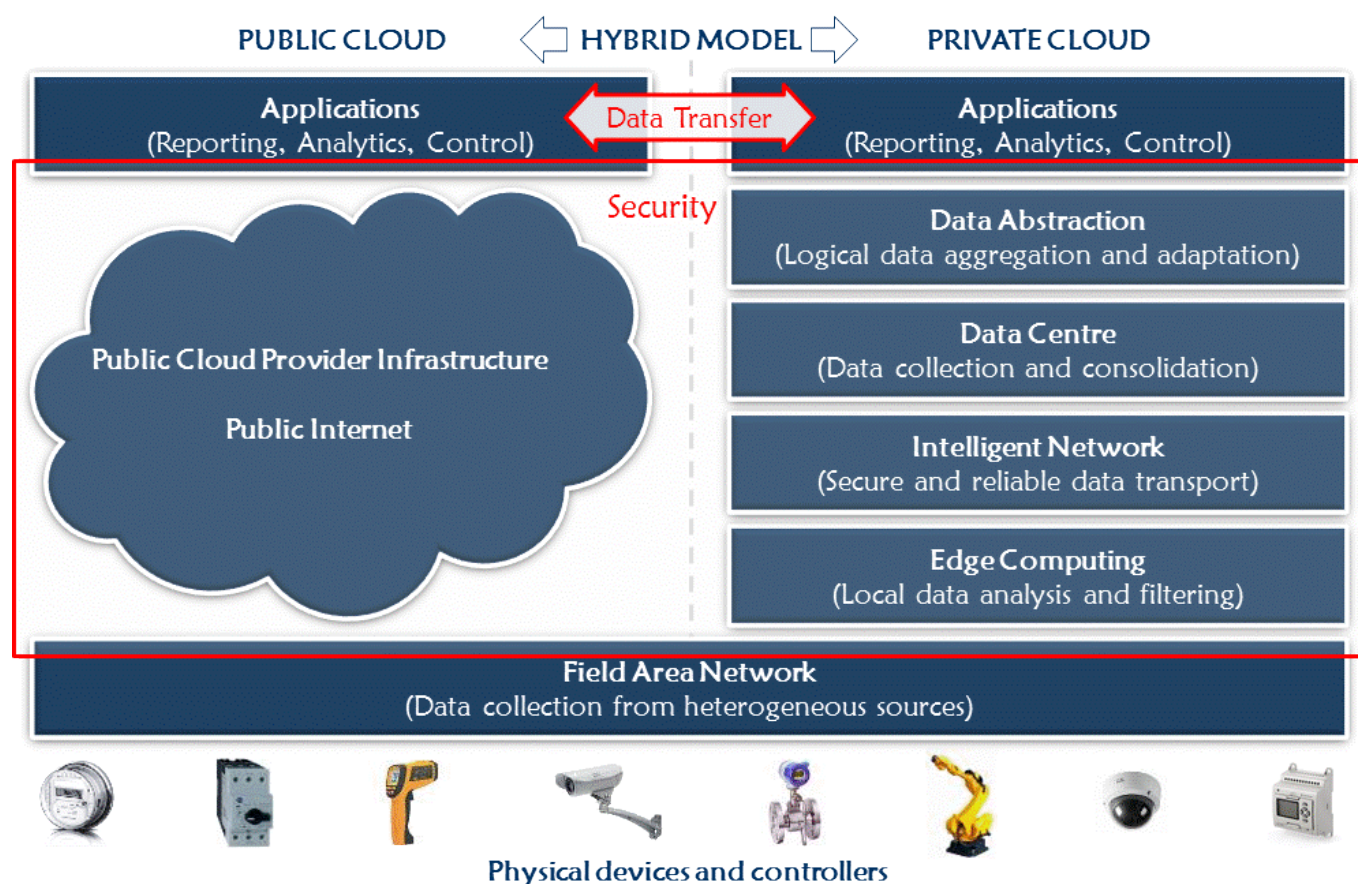 PUBLIC CLOUD
HYBRID MODEL
PRIVATE CLOUD
Applications
(Reporting, Analytics, Control)
Data Transfer
Applications
(Reporting, Analytics, Control)
Security
Public Cloud Provider Infrastructure
Public Internet
Data Abstraction
(Logical data aggregation and adaptation)
Data Centre
(Data collection and consolidation)
Intelligent Network
(Secure and reliable data transport)
Edge Computing
(Local data analysis and filtering)
Field Area Network
(Data collection from heterogeneous sources)
Physical devices and controllers